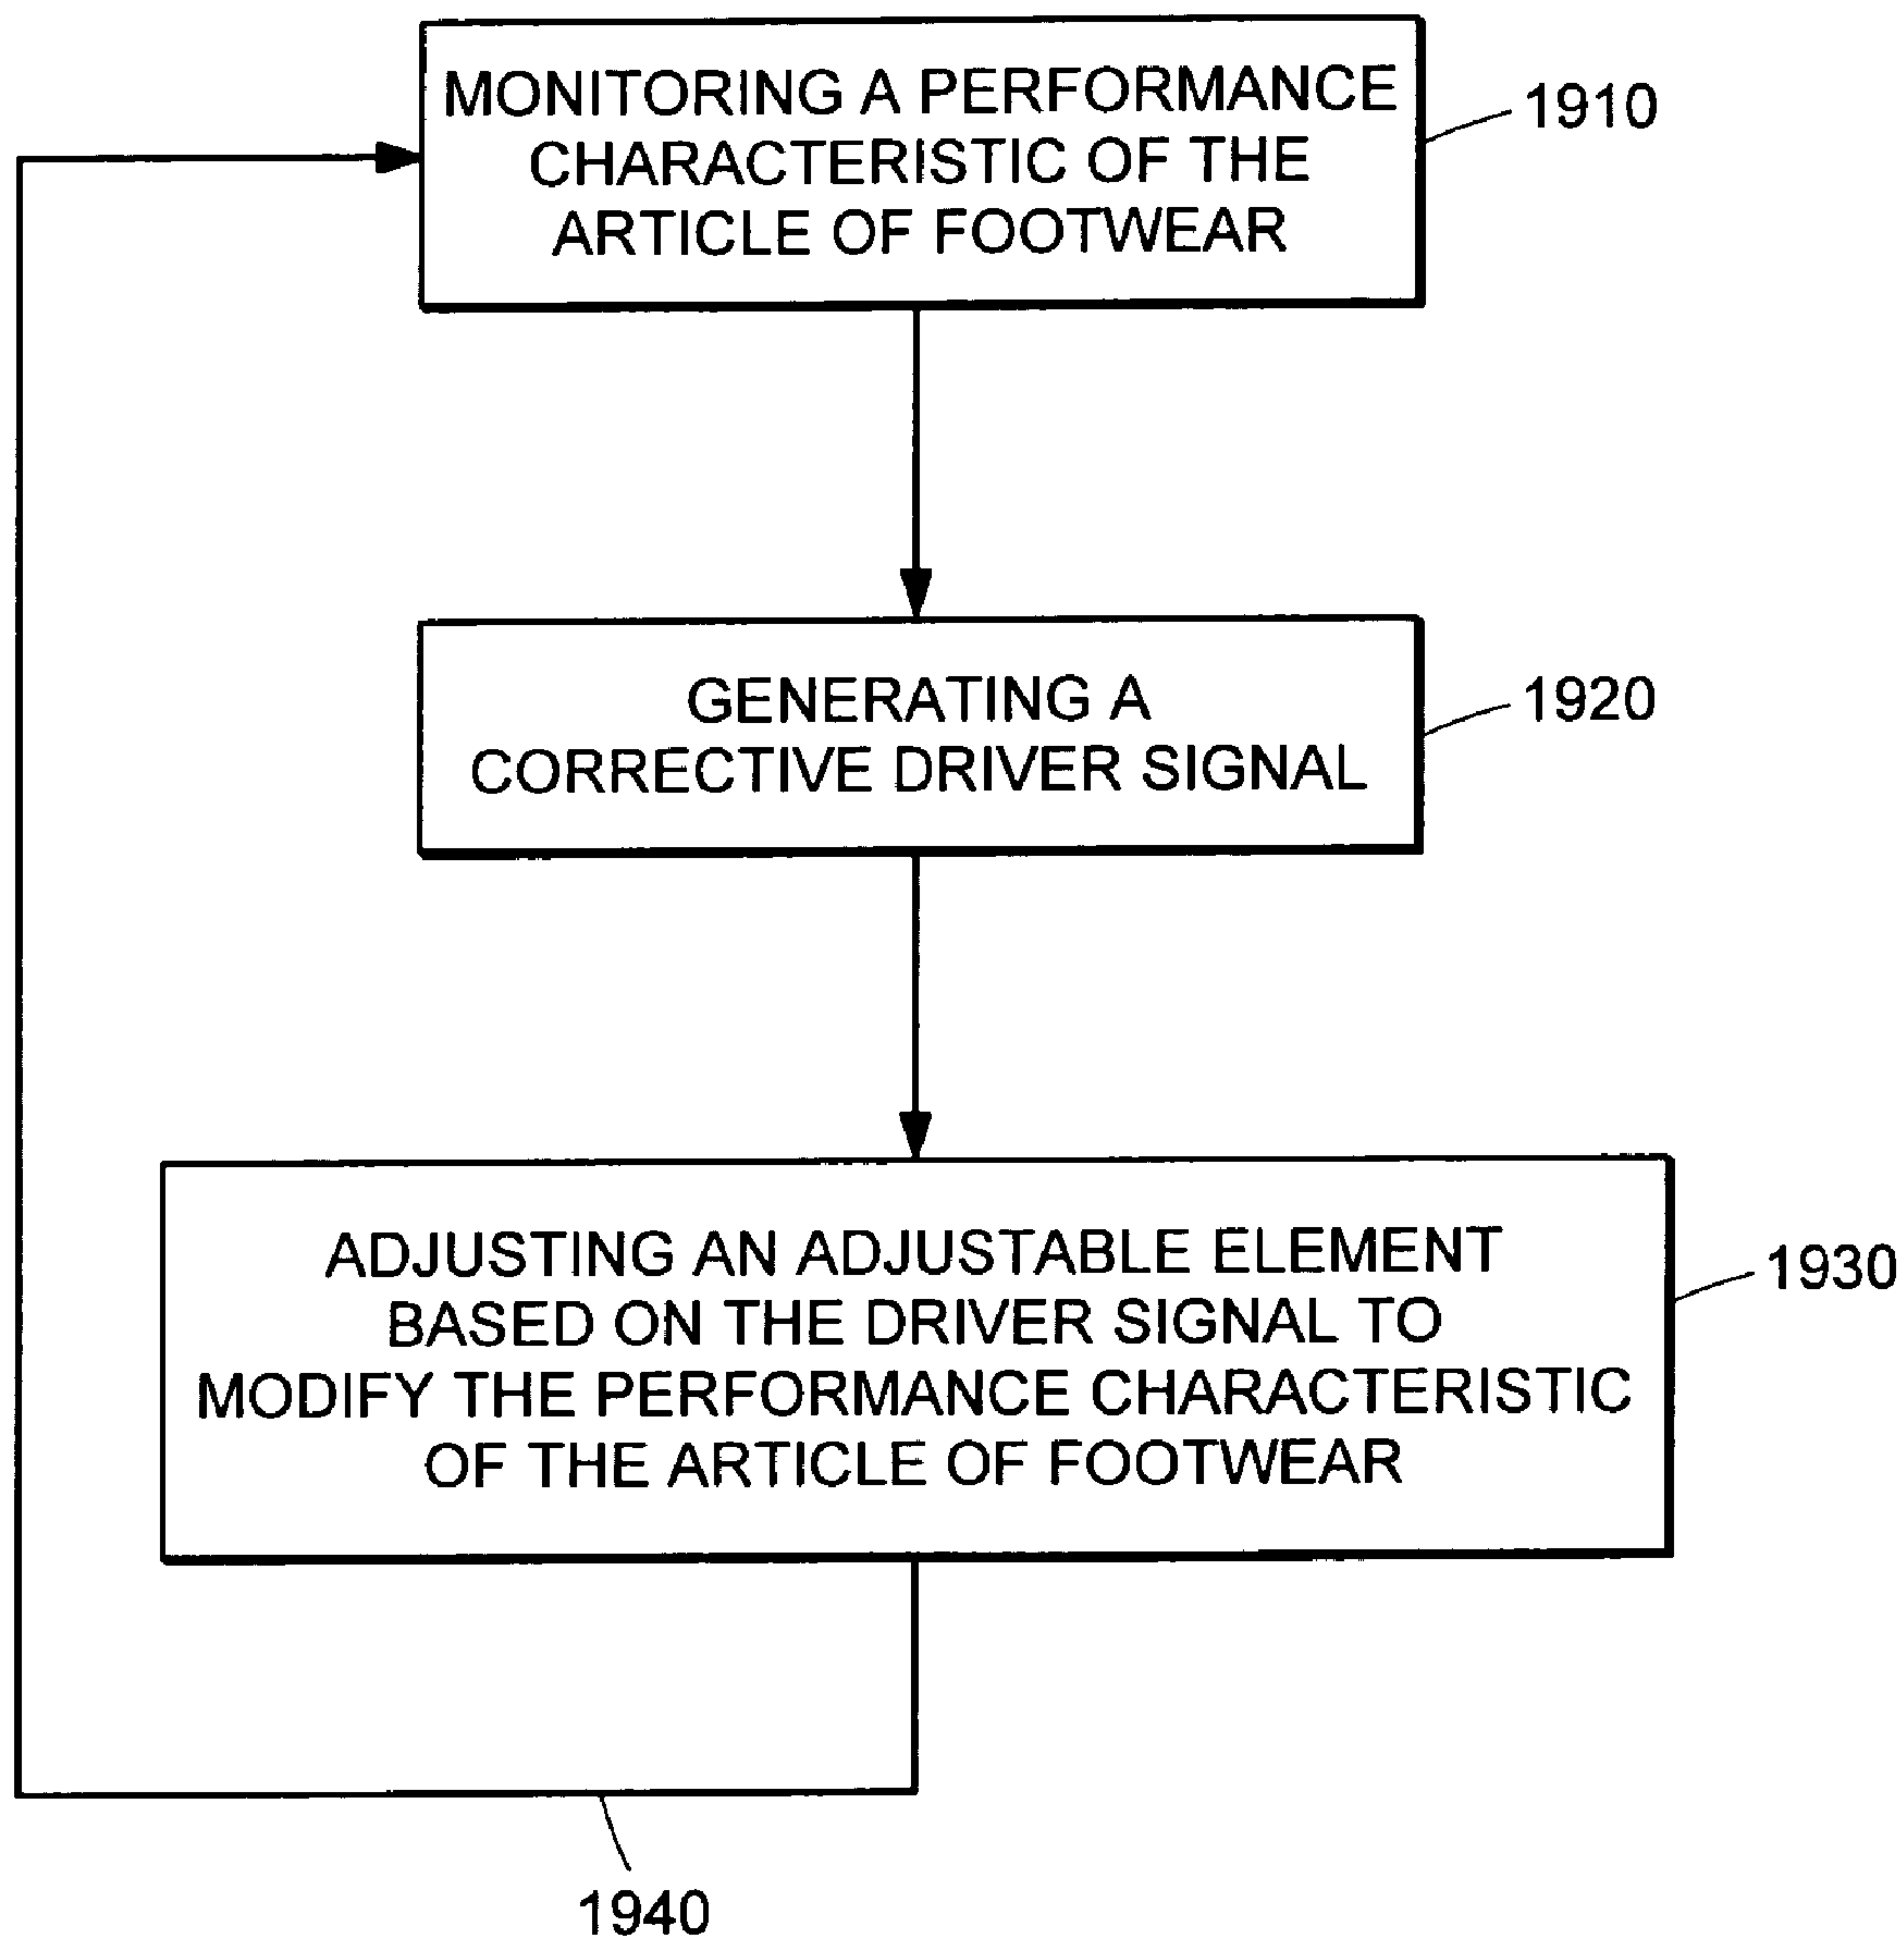 MONITORING A PERFORMANCE
CHARACTERISTIC OF THE
ARTICLE OF FOOTWEAR
1910
GENERATING A
CORRECTIVE DRIVER SIGNAL
1920
ADJUSTING AN ADJUSTABLE ELEMENT
BASED ON THE DRIVER SIGNAL TO
MODIFY THE PERFORMANCE CHARACTERISTIC
OF THE ARTICLE OF FOOTWEAR
1930
1940